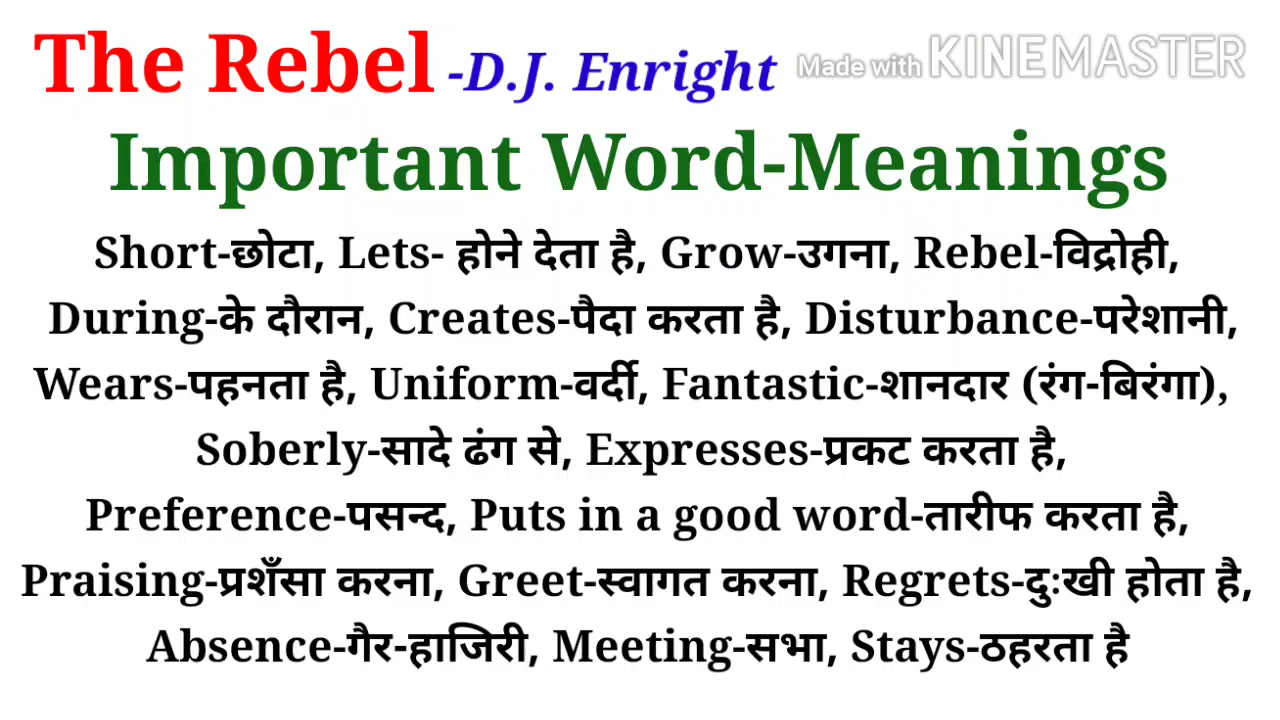 The Rebel -D.J. Enright Made with KINEMASTER
Important Word-Meanings
Short-छोटा, Lets- होने देता है, Grow-उगना, Rebel-विद्रोही,
During-के दौरान, Creates-पैदा करता है, Disturbance-परेशानी,
Wears-पहनता है, Uniform-वर्दी, Fantastic-शानदार (रंग-बिरंगा),
Soberly-सादे ढंग से, Expresses-प्रकट करता है,
Preference-पसन्द, Puts in a good word-तारीफ करता है,
Praising-प्रशँसा करना, Greet-स्वागत करना, Regrets-दुःखी होता है,
Absence-गैर-हाजिरी, Meeting-सभा, Stays-ठहरता है